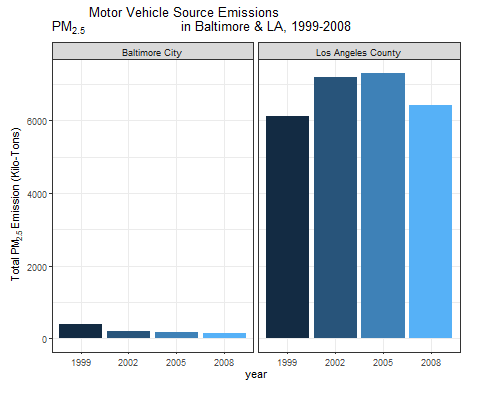 Motor Vehicle Source Emissions
PM2.5 in Baltimore & LA, 1999-2008
Baltimore City
Los Angeles County
Total PM2.5 Emission (Kilo-Tons)
6000
4000
2000
0
1999 2002 2005 2008
1999 2002 2005 2008
year